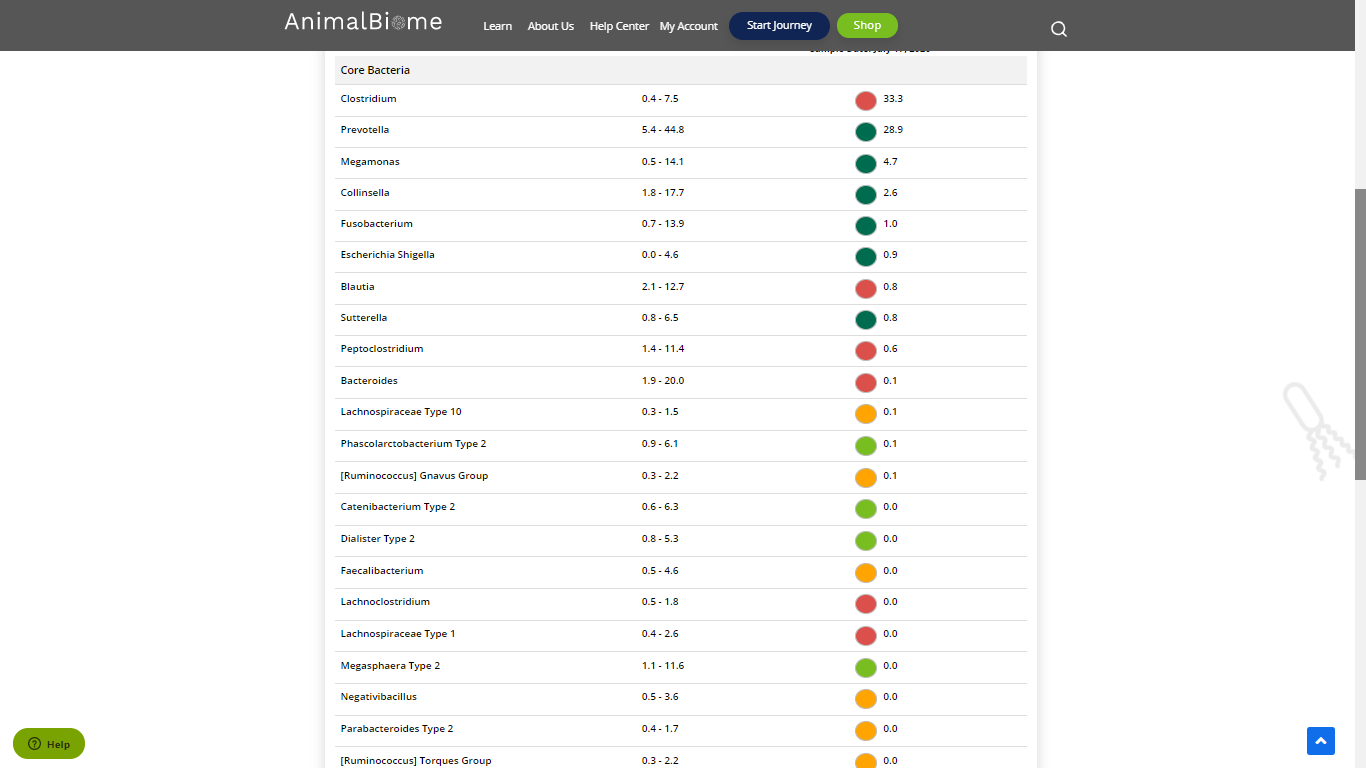 AnimalBiome
Learn About Us Help Center My Account Start Journey Shop
Core Bacteria
Clostridium 0.4 - 7.5 33.3
Prevotella 5.4 - 44.8 28.9
Megamonas 0.5 - 14.1 4.7
Collinsella 1.8 - 17.7 2.6
Fusobacterium 0.7 - 13.9 1.0
Escherichia Shigella 0.0 - 4.6 0.9
Blautia 2.1 - 12.7 0.8
Sutterella 0.8 - 6.5 0.8
Peptoclostridium 1.4 - 11.4 0.6
Bacteroides 1.9 - 20.0 0.1
Lachnospiraceae Type 10 0.3 - 1.5 0.1
Phascolarctobacterium Type 2 0.9 - 6.1 0.1
[Ruminococcus] Gnavus Group 0.3 - 2.2 0.1
Catenibacterium Type 2 0.6 - 6.3 0.0
Dialister Type 2 0.8 - 5.3 0.0
Faecalibacterium 0.5 - 4.6 0.0
Lachnoclostridium 0.5 - 1.8 0.0
Lachnospiraceae Type 1 0.4 - 2.6 0.0
Megasphaera Type 2 1.1 - 11.6 0.0
Negativibacillus 0.5 - 3.6 0.0
Parabacteroides Type 2 0.4 - 1.7 0.0
[Ruminococcus] Torques Group 0.3 - 2.2 0.0
Help